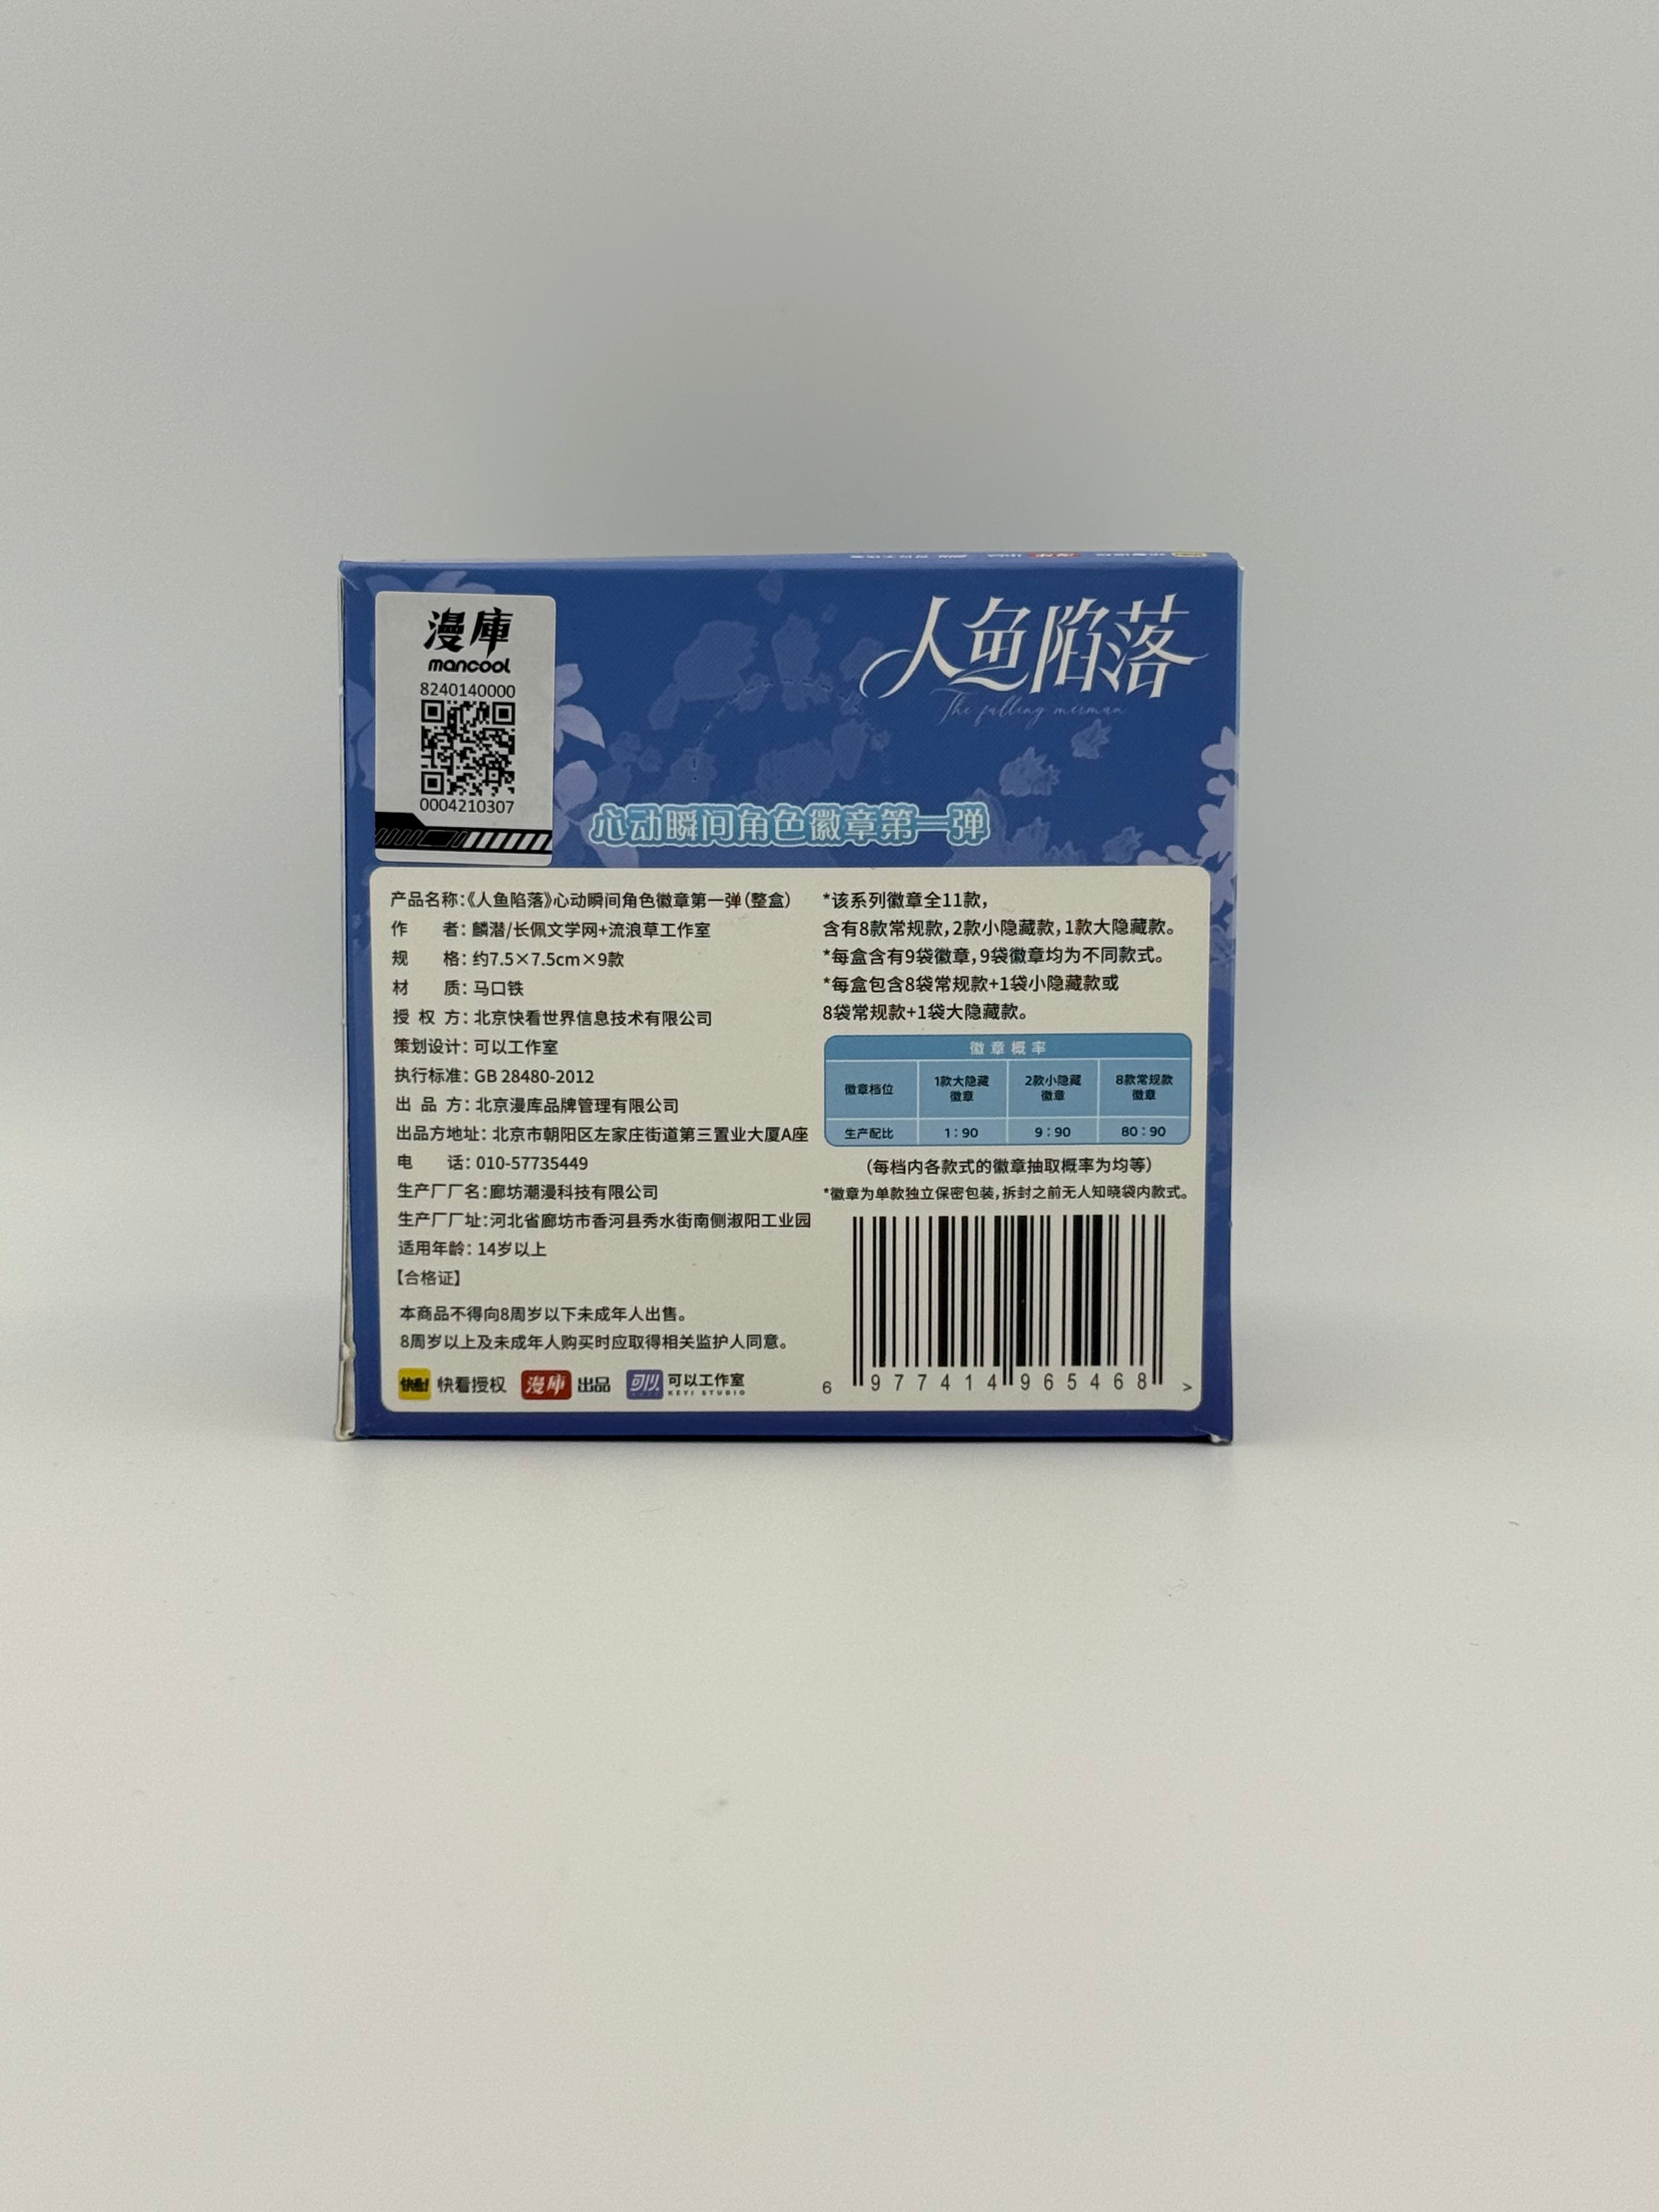 漫庫
mancool
8240140000
0004210307
人鱼陷落
The falling merman
心动瞬间角色徽章第一弹
产品名称:《人鱼陷落》心动瞬间角色徽章第一弹(整盒)
作 者: 麟潜/长佩文学网+流浪草工作室
规 格: 约7.5×7.5cm×9款
材 质: 马口铁
授 权 方: 北京快看世界信息技术有限公司
策划设计: 可以工作室
执行标准: GB 28480-2012
出 品 方: 北京漫库品牌管理有限公司
出品方地址: 北京市朝阳区左家庄街道第三置业大厦A座
电 话: 010-57735449
生产厂厂名: 廊坊潮漫科技有限公司
生产厂厂址: 河北省廊坊市香河县秀水街南侧淑阳工业园
适用年龄: 14岁以上
【合格证】
本商品不得向8周岁以下未成年人出售。
8周岁以上及未成年人购买时应取得相关监护人同意。
快看! 快看授权 漫庫 出品 可以 可以工作室
KEYI STUDIO
*该系列徽章全11款,
含有8款常规款,2款小隐藏款,1款大隐藏款。
*每盒含有9袋徽章,9袋徽章均为不同款式。
*每盒包含8袋常规款+1袋小隐藏款或
8袋常规款+1袋大隐藏款。
徽章概率
徽章档位 1款大隐藏徽章 2款小隐藏徽章 8款常规款徽章
生产配比 1:90 9:90 80:90
(每档内各款式的徽章抽取概率为均等)
*徽章为单款独立保密包装,拆封之前无人知晓袋内款式。
6 977414 965468 >